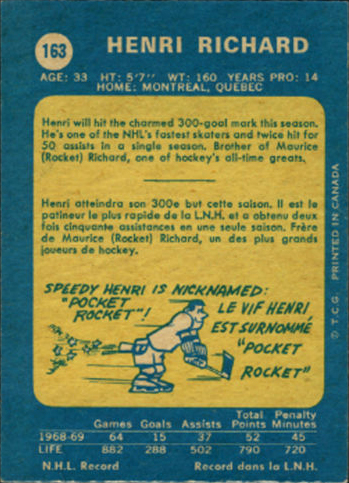 163
HENRI RICHARD
AGE: 33 HT: 5'7" WT: 160 YEARS PRO: 14
HOME: MONTREAL, QUEBEC
Henri will hit the charmed 300-goal mark this season.
He's one of the NHL's fastest skaters and twice hit for
50 assists in a single season. Brother of Maurice
(Rocket) Richard, one of hockey's all-time greats.
Henri atteindra son 300e but cette saison. Il est le
patineur le plus rapide de la L.N.H. et a obtenu deux
fois cinquante assistances en une seule saison. Frère
de Maurice (Rocket) Richard, un des plus grands
joueurs de hockey.
SPEEDY HENRI IS NICKNAMED:
"POCKET
ROCKET"!
LE VIF HENRI
EST SURNOMMÉ
"POCKET
ROCKET"
© T.C.G. PRINTED IN CANADA
Games Goals Assists Total Points Penalty Minutes
1968-69 64 15 37 52 45
LIFE 882 288 502 790 720
N.H.L. Record Record dans la L.N.H.